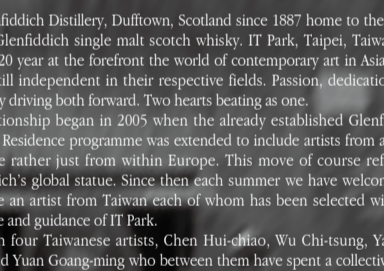 fiddich Distillery, Dufftown, Scotland since 1887 home to the
Glenfiddich single malt scotch whisky. IT Park, Taipei, Taiwa
20 year at the forefront the world of contemporary art in Asia
till independent in their respective fields. Passion, dedicatio
y driving both forward. Two hearts beating as one.
tionship began in 2005 when the already established Glenf
Residence programme was extended to include artists from a
e rather just from within Europe. This move of course ref
ich's global statue. Since then each summer we have welcom
e an artist from Taiwan each of whom has been selected wi
e and guidance of IT Park.
n four Taiwanese artists, Chen Hui-chiao, Wu Chi-tsung, Ya
d Yuan Goang-ming who between them have spent a collectiv